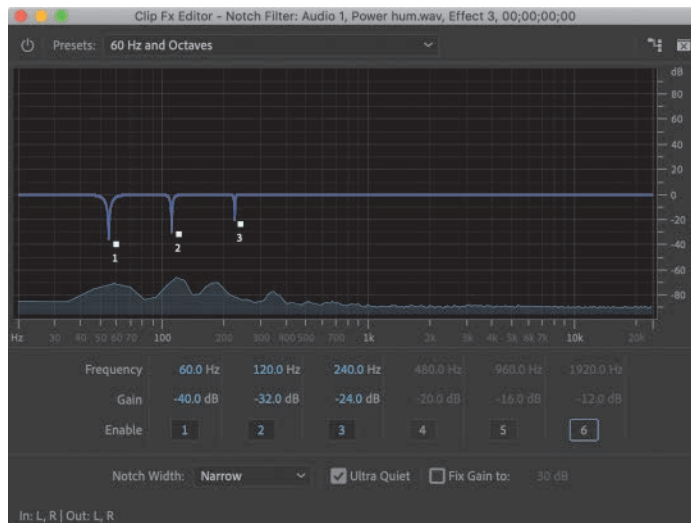 Clip Fx Editor - Notch Filter: Audio 1, Power hum.wav, Effect 3, 00;00;00;00
Presets: 60 Hz and Octaves
dB
80
60
40
20
0
-20
-40
-60
-80
1
2
3
Hz 30 40 50 60 70 100 200 300 400 500 700 1k 2k 3k 4k 5k 6k 7k 10k 20k
Frequency 60.0 Hz 120.0 Hz 240.0 Hz 480.0 Hz 960.0 Hz 1920.0 Hz
Gain -40.0 dB -32.0 dB -24.0 dB -20.0 dB -16.0 dB -12.0 dB
Enable 1 2 3 4 5 6
Notch Width: Narrow Ultra Quiet Fix Gain to: 30 dB
In: L, R | Out: L, R